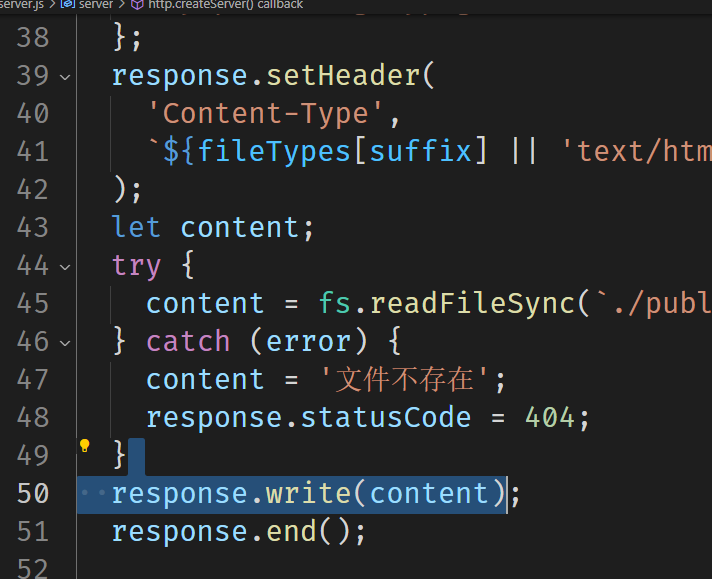 server.js > server > http.createServer() callback
38 };
39 response.setHeader(
40 'Content-Type',
41 `${fileTypes[suffix] || 'text/htm
42 );
43 let content;
44 try {
45 content = fs.readFileSync(`./publ
46 } catch (error) {
47 content = '文件不存在';
48 response.statusCode = 404;
49 }
50 response.write(content);
51 response.end();
52